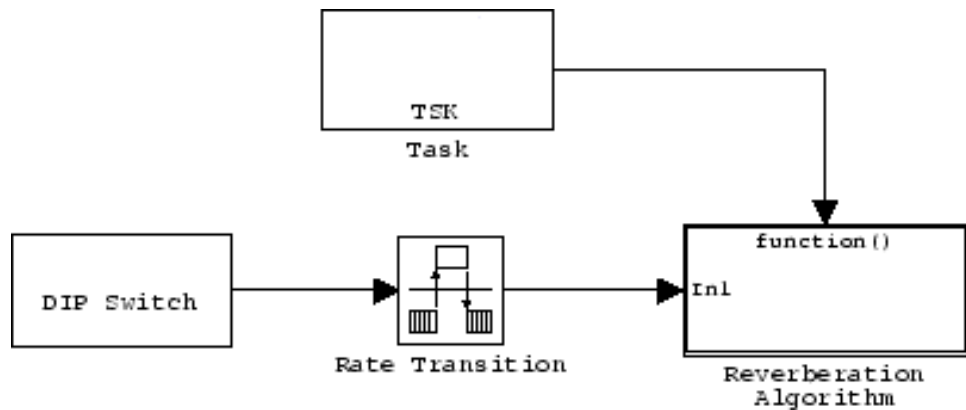 TSK
Task
function()
DIP Switch
In1
Rate Transition
Reverberation
Algorithm